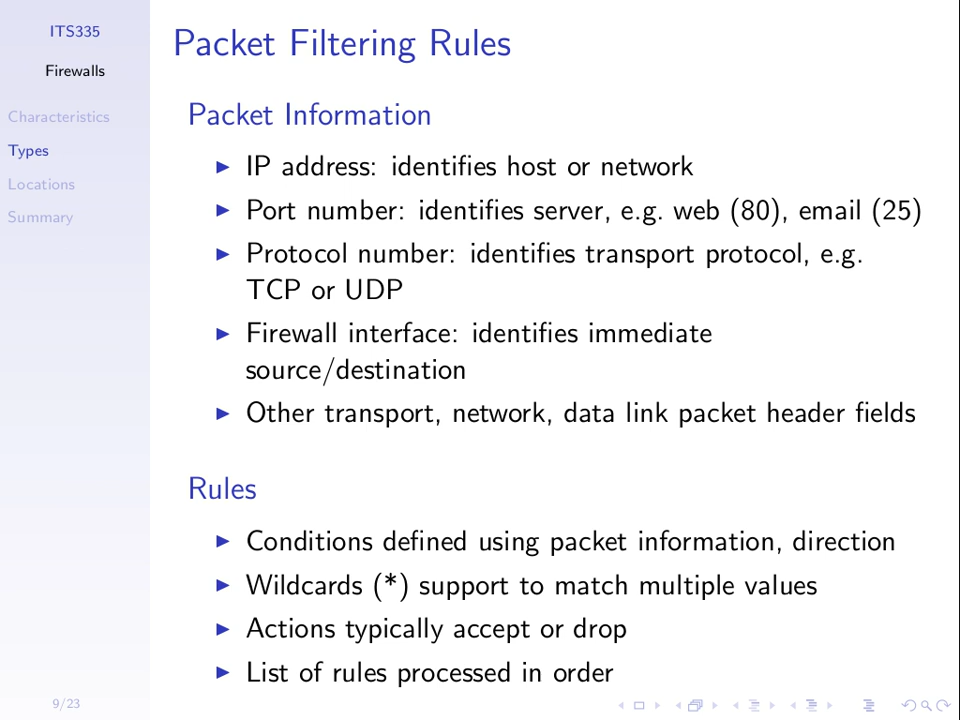 ITS335
Firewalls
Characteristics
Types
Locations
Summary
Packet Filtering Rules
Packet Information
▶ IP address: identifies host or network
▶ Port number: identifies server, e.g. web (80), email (25)
▶ Protocol number: identifies transport protocol, e.g.
TCP or UDP
▶ Firewall interface: identifies immediate
source/destination
▶ Other transport, network, data link packet header fields
Rules
▶ Conditions defined using packet information, direction
▶ Wildcards (*) support to match multiple values
▶ Actions typically accept or drop
▶ List of rules processed in order
9/23